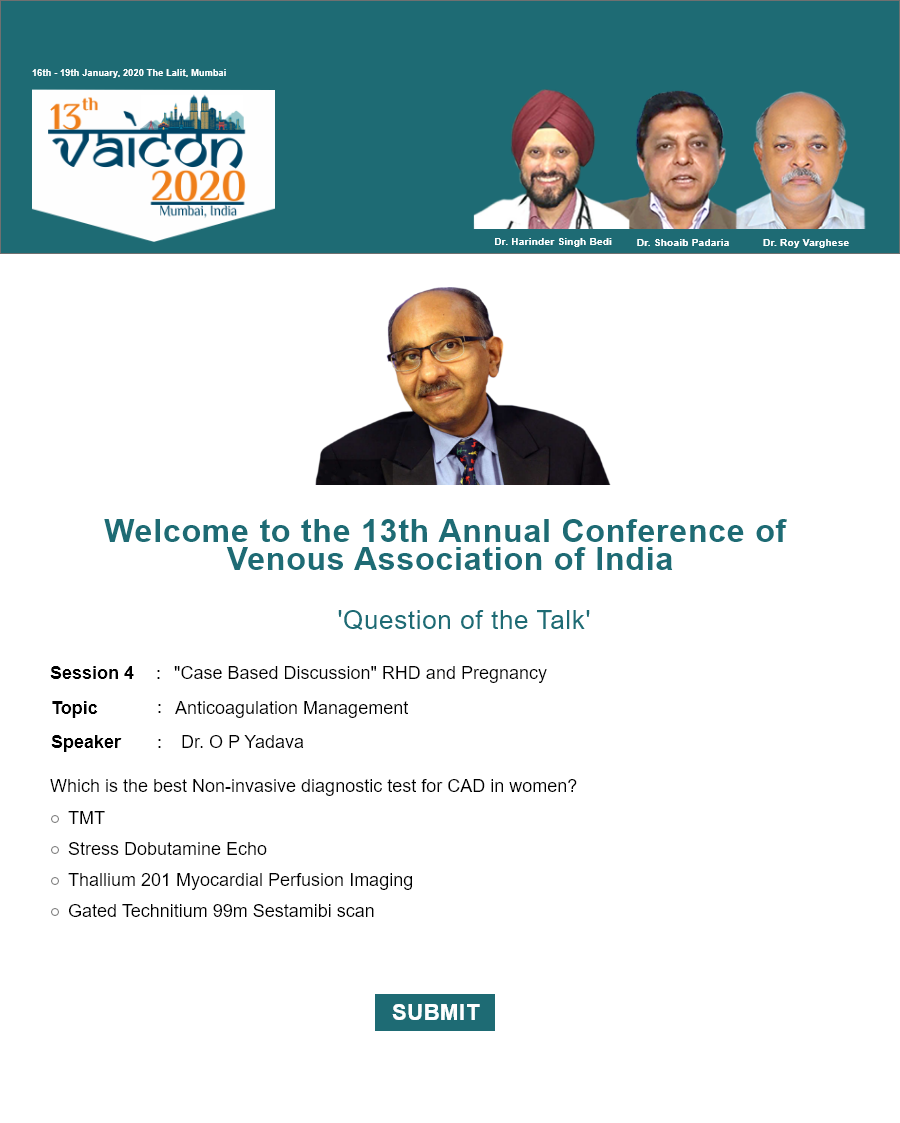 16th - 19th January, 2020 The Lalit, Mumbai
13th
vaicon
2020
Mumbai, India
Dr. Harinder Singh Bedi
Dr. Shoaib Padaria
Dr. Roy Varghese
Welcome to the 13th Annual Conference of
Venous Association of India
'Question of the Talk'
Session 4 : "Case Based Discussion" RHD and Pregnancy
Topic : Anticoagulation Management
Speaker : Dr. O P Yadava
Which is the best Non-invasive diagnostic test for CAD in women?
TMT
Stress Dobutamine Echo
Thallium 201 Myocardial Perfusion Imaging
Gated Technitium 99m Sestamibi scan
SUBMIT